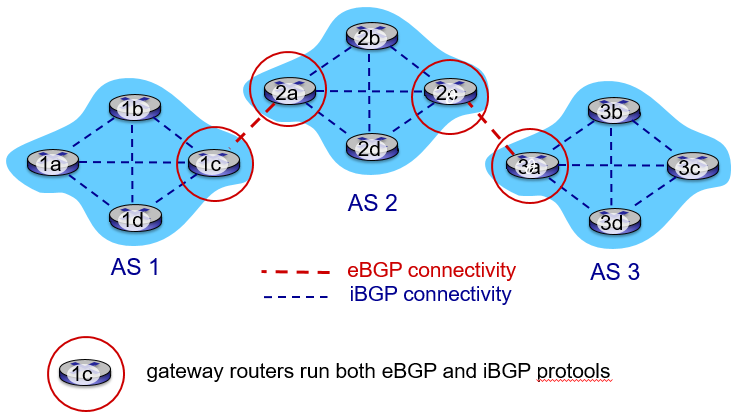 2b
2a
2c
2d
AS 2
1b
1a
1c
1d
AS 1
3b
3a
3c
3d
AS 3
eBGP connectivity
iBGP connectivity
1c
gateway routers run both eBGP and iBGP protools